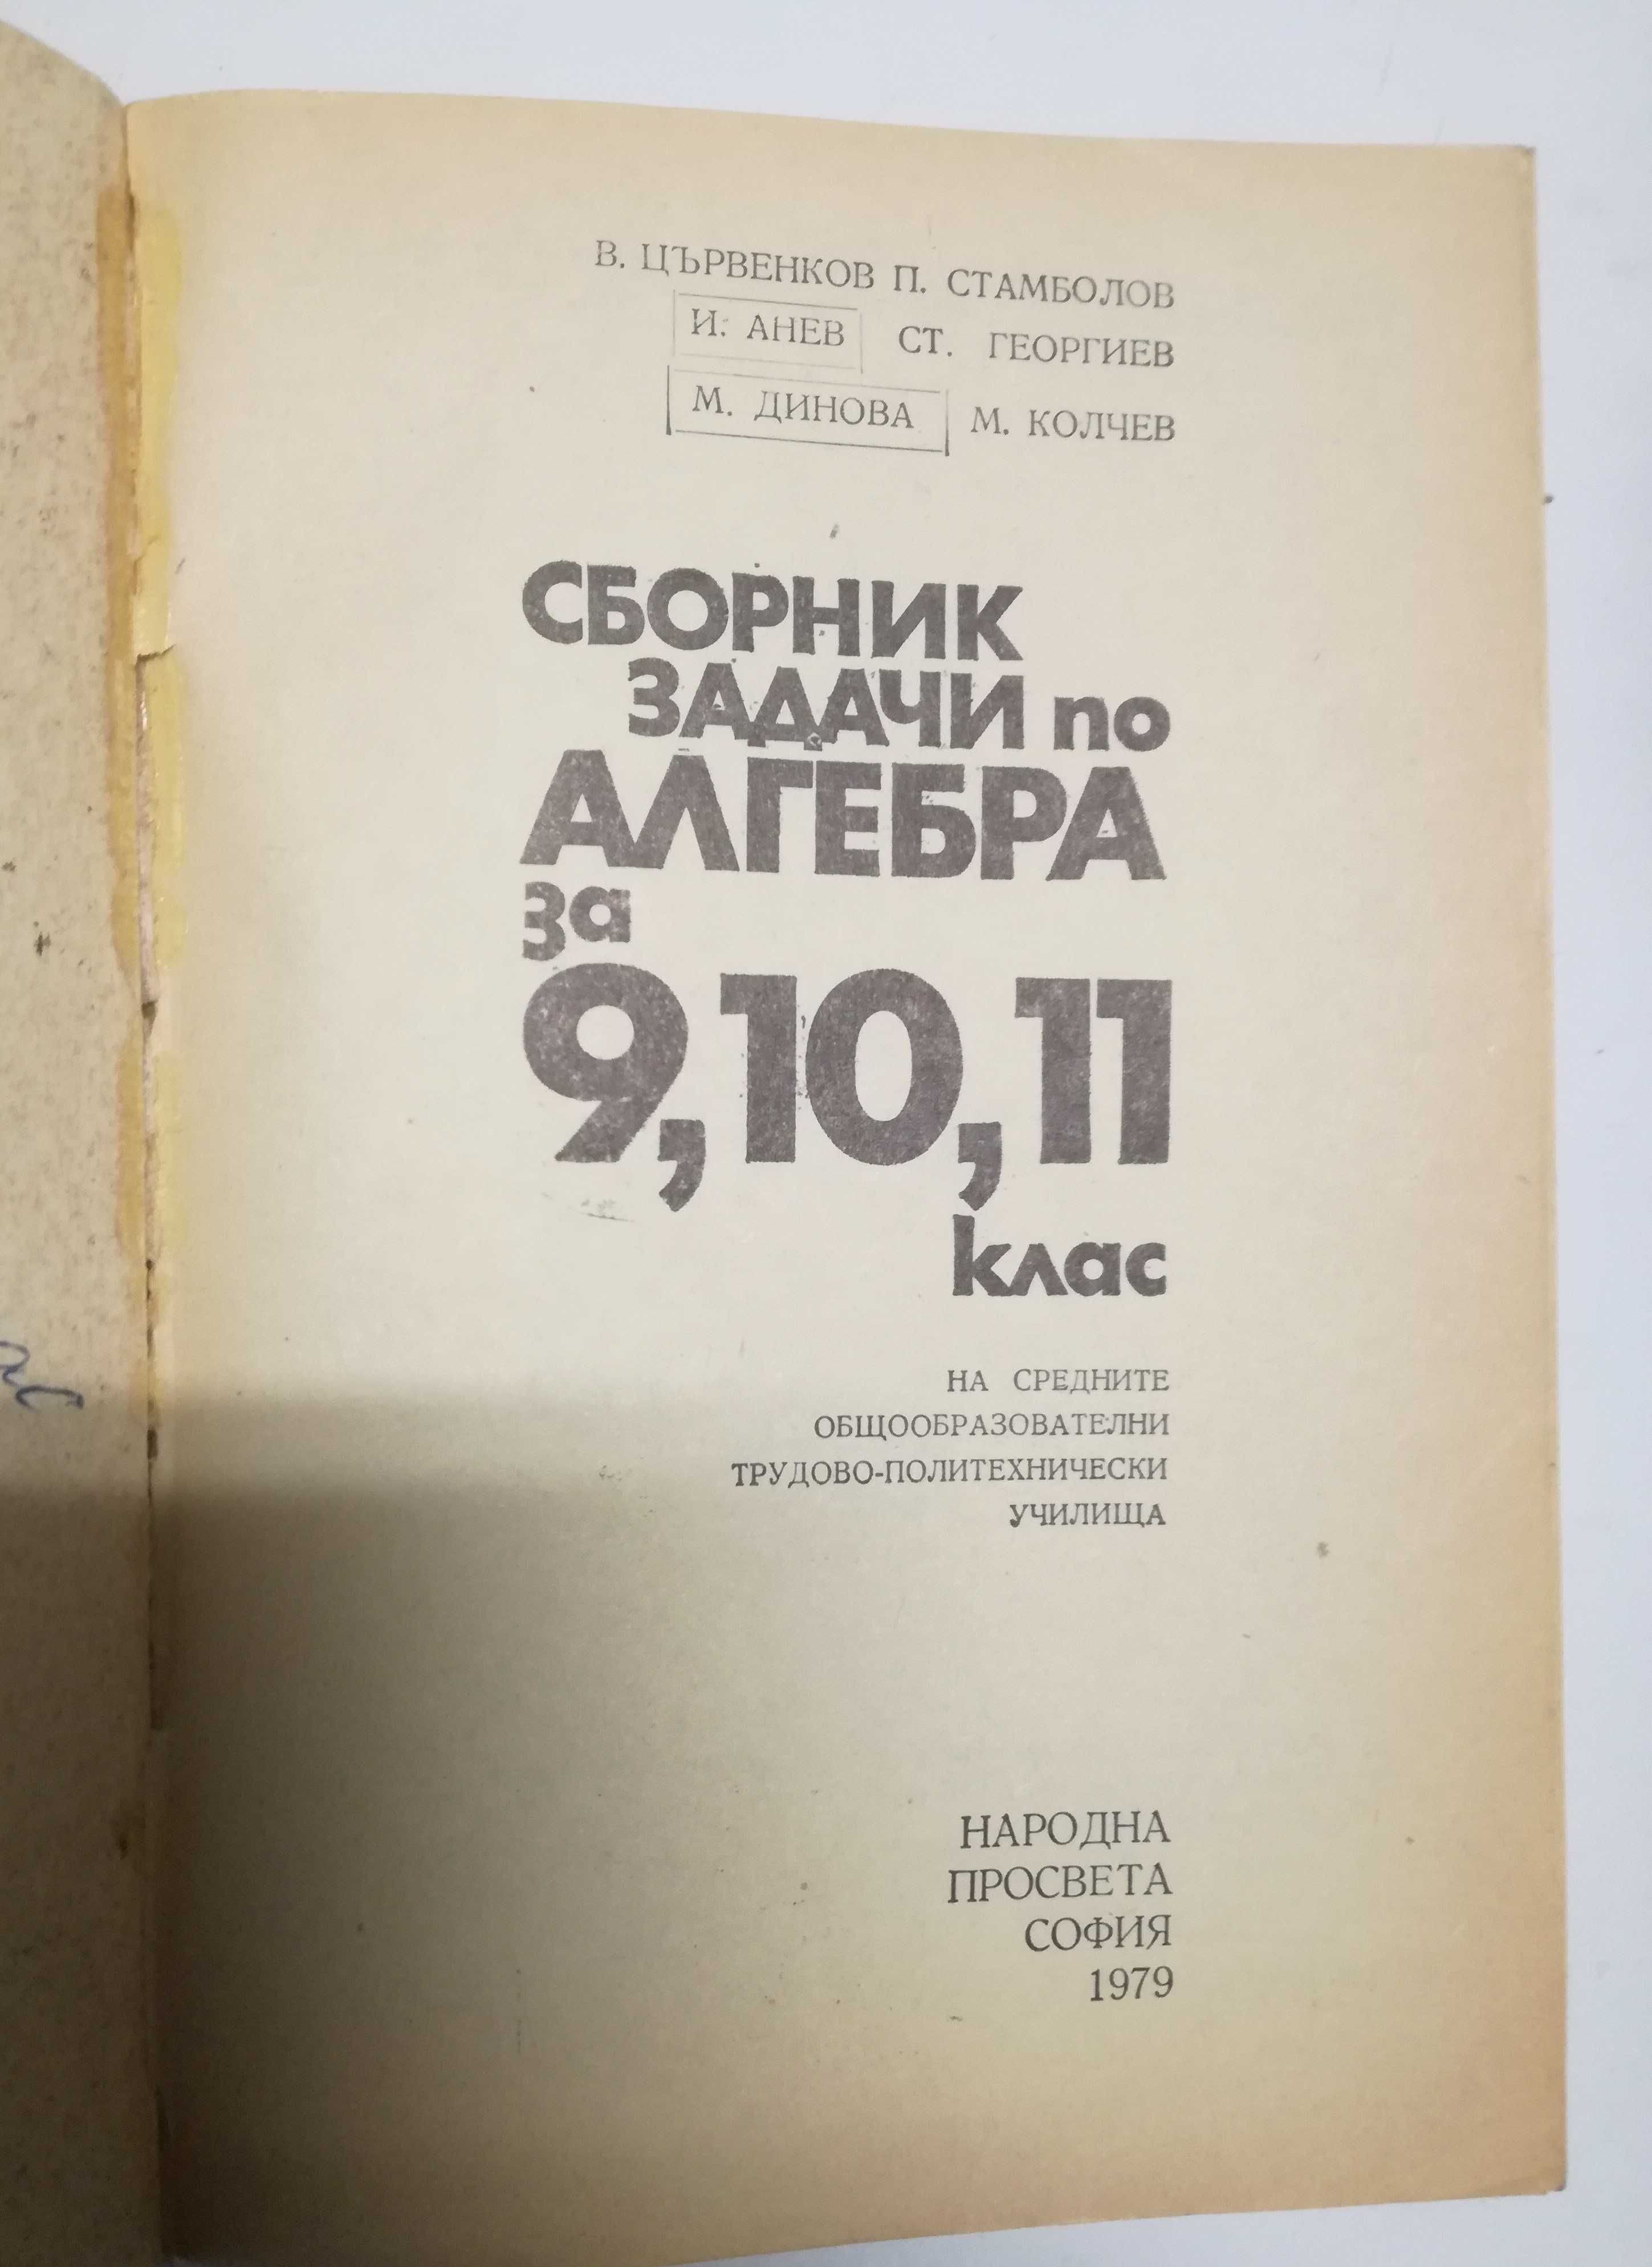 В. ЦЪРВЕНКОВ П. СТАМБОЛОВ
И. АНЕВ СТ. ГЕОРГИЕВ
М. ДИНОВА М. КОЛЧЕВ
СБОРНИК
ЗАДАЧИ по
АЛГЕБРА
за
9,10,11
клас
НА СРЕДНИТЕ
ОБЩООБРАЗОВАТЕЛНИ
ТРУДОВО-ПОЛИТЕХНИЧЕСКИ
УЧИЛИЩА
НАРОДНА
ПРОСВЕТА
СОФИЯ
1979